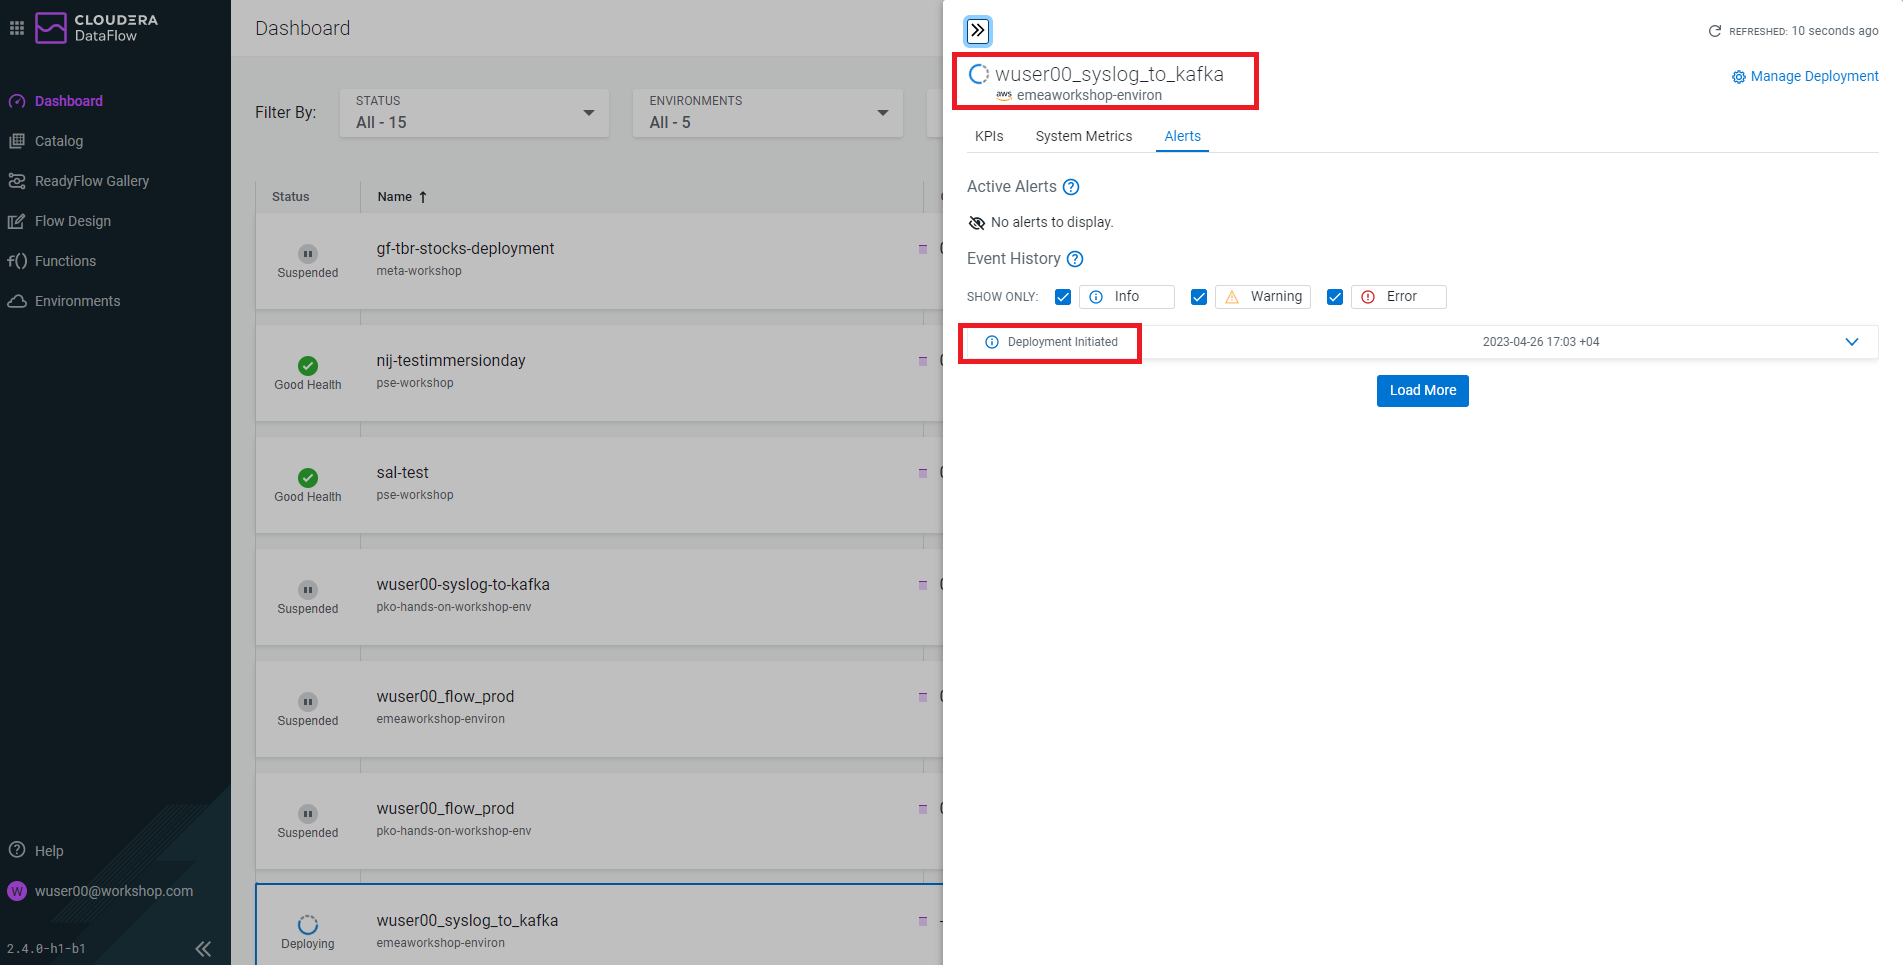 CLOUDERA
DataFlow
Dashboard
Catalog
ReadyFlow Gallery
Flow Design
Functions
Environments
Help
W
wuser00@workshop.com
2.4.0-h1-b1
Dashboard
Filter By:
STATUS
All - 15
ENVIRONMENTS
All - 5
Status
Name
Suspended
gf-tbr-stocks-deployment
meta-workshop
Good Health
nij-testimmersionday
pse-workshop
Good Health
sal-test
pse-workshop
Suspended
wuser00-syslog-to-kafka
pko-hands-on-workshop-env
Suspended
wuser00_flow_prod
emeaworkshop-environ
Suspended
wuser00_flow_prod
pko-hands-on-workshop-env
Deploying
wuser00_syslog_to_kafka
emeaworkshop-environ
REFRESHED: 10 seconds ago
wuser00_syslog_to_kafka
aws emeaworkshop-environ
Manage Deployment
KPIs
System Metrics
Alerts
Active Alerts
No alerts to display.
Event History
SHOW ONLY:
Info
Warning
Error
Deployment Initiated
2023-04-26 17:03 +04
Load More